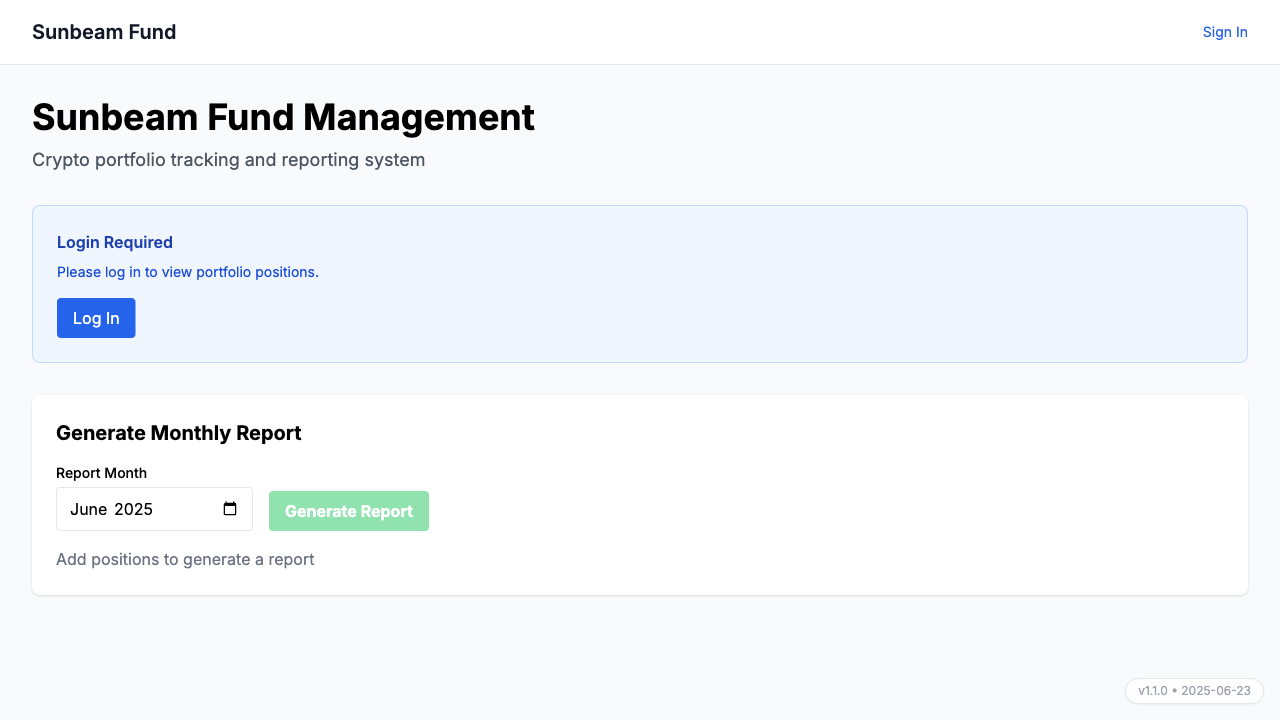 Sunbeam Fund
Sign In
Sunbeam Fund Management
Crypto portfolio tracking and reporting system
Login Required
Please log in to view portfolio positions.
Log In
Generate Monthly Report
Report Month
June 2025
Generate Report
Add positions to generate a report
v1.1.0 • 2025-06-23